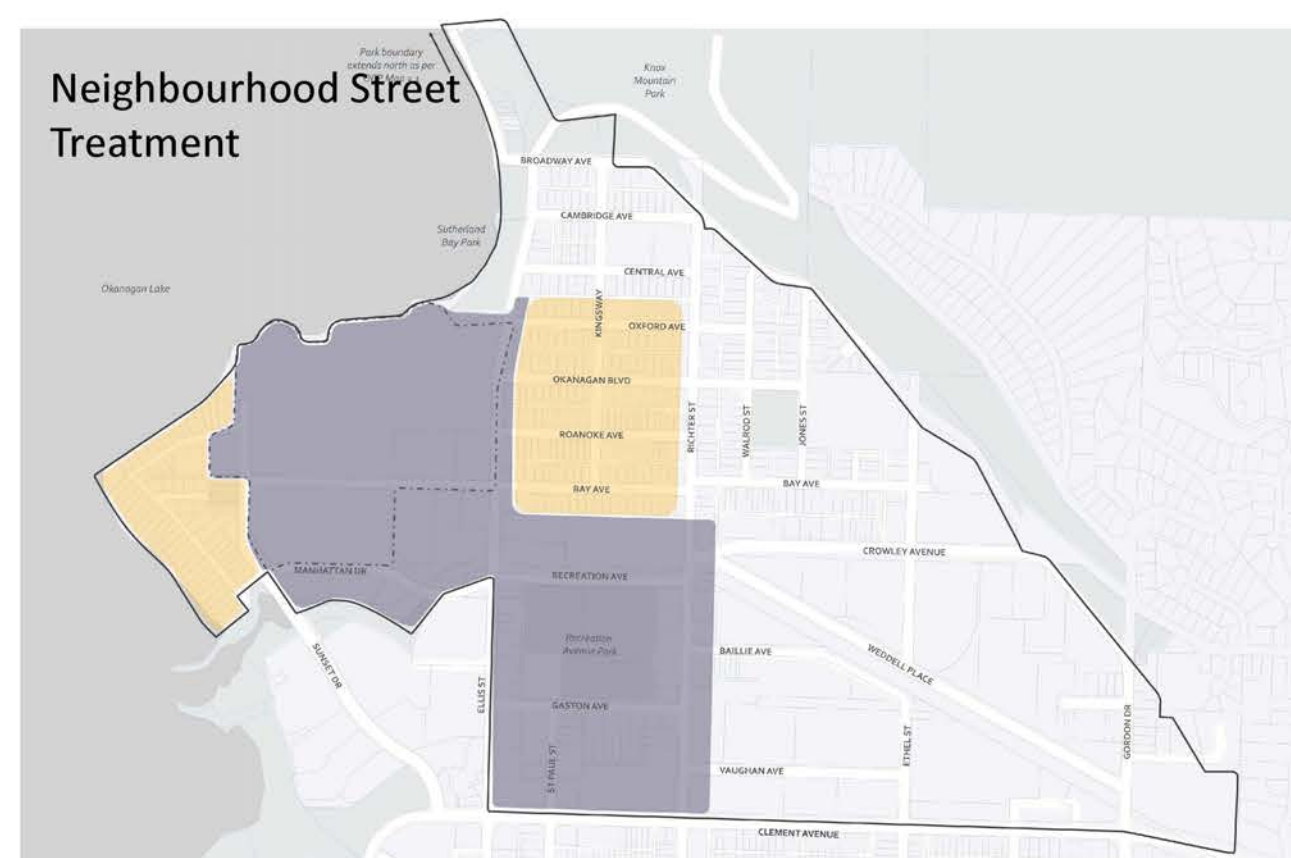 Neighbourhood Street
Treatment
Park boundary
extends north as per
Knox
Mountain
Park
BROADWAY AVE
CAMBRIDGE AVE
Sutherland
Bay Park
CENTRAL AVE
Okanagan Lake
KINGSWAY
OXFORD AVE
OKANAGAN BLVD
RICHTER ST
WALROD ST
JONES ST
ROANOKE AVE
BAY AVE
BAY AVE
CROWLEY AVENUE
MANHATTAN DR
RECREATION AVE
Recreation
Avenue Park
BAILLIE AVE
WEDDELL PLACE
SUNSET DR
ELLIS ST
GASTON AVE
ST PAUL ST
ETHEL ST
GORDON DR
VAUGHAN AVE
CLEMENT AVENUE